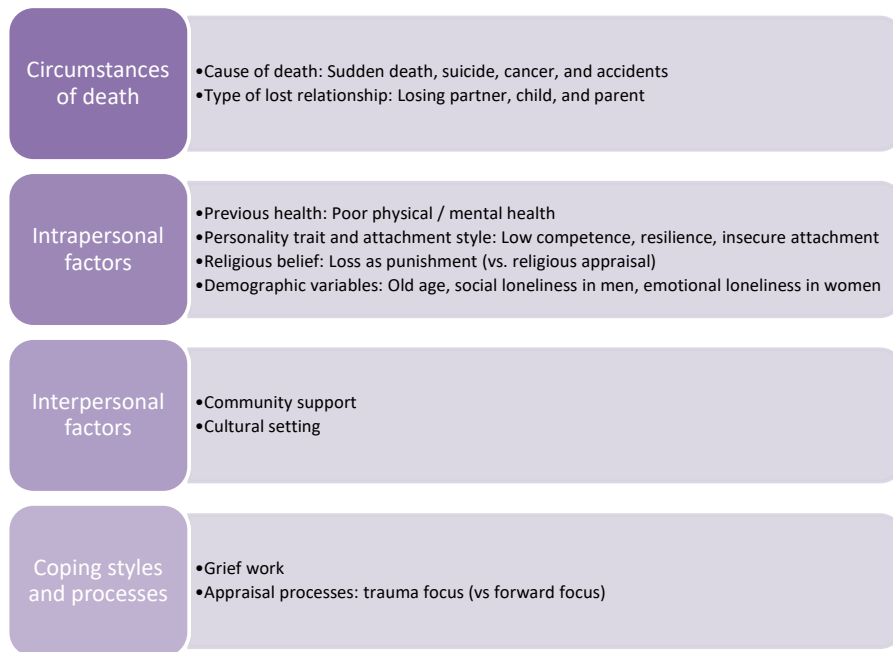 Circumstances
of death
•Cause of death: Sudden death, suicide, cancer, and accidents
•Type of lost relationship: Losing partner, child, and parent
Intrapersonal
factors
•Previous health: Poor physical / mental health
•Personality trait and attachment style: Low competence, resilience, insecure attachment
•Religious belief: Loss as punishment (vs. religious appraisal)
•Demographic variables: Old age, social loneliness in men, emotional loneliness in women
Interpersonal
factors
•Community support
•Cultural setting
Coping styles
and processes
•Grief work
•Appraisal processes: trauma focus (vs forward focus)